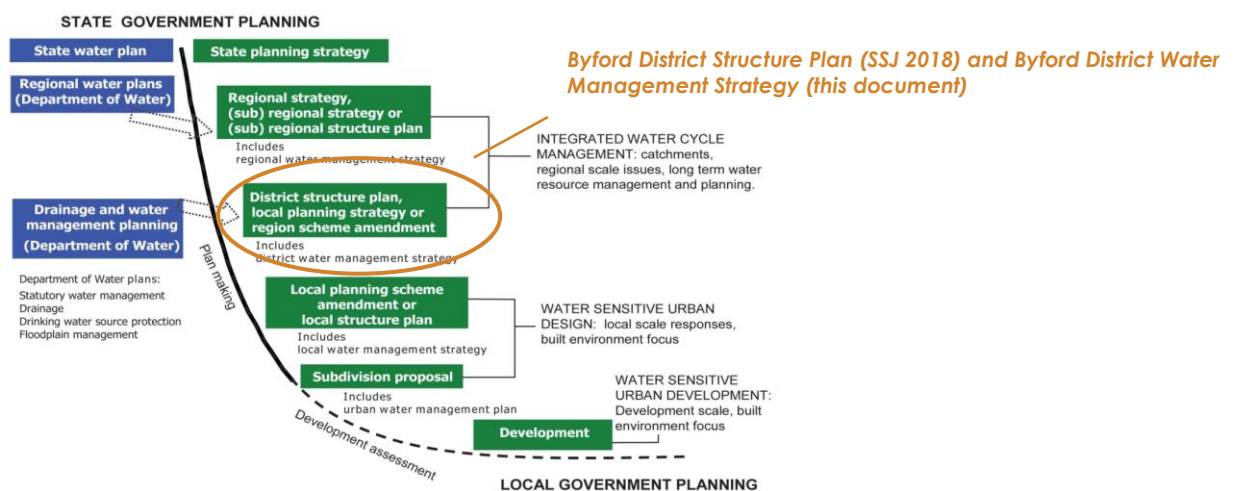 STATE GOVERNMENT PLANNING
State water plan
State planning strategy
Byford District Structure Plan (SSJ 2018) and Byford District Water
Management Strategy (this document)
Regional water plans
(Department of Water)
Regional strategy,
(sub) regional strategy or
(sub) regional structure plan
Includes
regional water management strategy
INTEGRATED WATER CYCLE
MANAGEMENT: catchments,
regional scale issues, long term water
resource management and planning.
District structure plan,
local planning strategy or
region scheme amendment
Includes
district water management strategy
Drainage and water
management planning
(Department of Water)
Plan making
Department of Water plans:
Statutory water management
Drainage
Drinking water source protection
Floodplain management
Local planning scheme
amendment or
local structure plan
Includes
local water management strategy
WATER SENSITIVE URBAN
DESIGN: local scale responses,
built environment focus
Subdivision proposal
Includes
urban water management plan
WATER SENSITIVE
URBAN DEVELOPMENT:
Development scale, built
environment focus
Development
Development assessment
LOCAL GOVERNMENT PLANNING